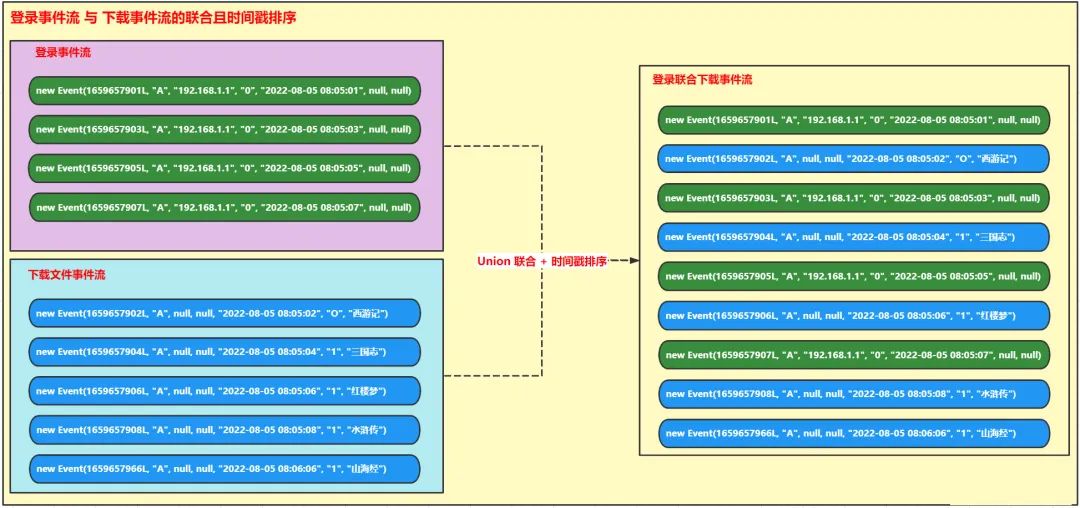 登录事件流 与 下载事件流的联合且时间戳排序
登录事件流
new Event(1659657901L, "A", "192.168.1.1", "0", "2022-08-05 08:05:01", null, null)
new Event(1659657903L, "A", "192.168.1.1", "0", "2022-08-05 08:05:03", null, null)
new Event(1659657905L, "A", "192.168.1.1", "0", "2022-08-05 08:05:05", null, null)
new Event(1659657907L, "A", "192.168.1.1", "0", "2022-08-05 08:05:07", null, null)
下载文件事件流
new Event(1659657902L, "A", null, null, "2022-08-05 08:05:02", "O", "西游记")
new Event(1659657904L, "A", null, null, "2022-08-05 08:05:04", "1", "三国志")
new Event(1659657906L, "A", null, null, "2022-08-05 08:05:06", "1", "红楼梦")
new Event(1659657908L, "A", null, null, "2022-08-05 08:05:08", "1", "水浒传")
new Event(1659657966L, "A", null, null, "2022-08-05 08:06:06", "1", "山海经")
Union 联合 + 时间戳排序
登录联合下载事件流
new Event(1659657901L, "A", "192.168.1.1", "0", "2022-08-05 08:05:01", null, null)
new Event(1659657902L, "A", null, null, "2022-08-05 08:05:02", "O", "西游记")
new Event(1659657903L, "A", "192.168.1.1", "0", "2022-08-05 08:05:03", null, null)
new Event(1659657904L, "A", null, null, "2022-08-05 08:05:04", "1", "三国志")
new Event(1659657905L, "A", "192.168.1.1", "0", "2022-08-05 08:05:05", null, null)
new Event(1659657906L, "A", null, null, "2022-08-05 08:05:06", "1", "红楼梦")
new Event(1659657907L, "A", "192.168.1.1", "0", "2022-08-05 08:05:07", null, null)
new Event(1659657908L, "A", null, null, "2022-08-05 08:05:08", "1", "水浒传")
new Event(1659657966L, "A", null, null, "2022-08-05 08:06:06", "1", "山海经")